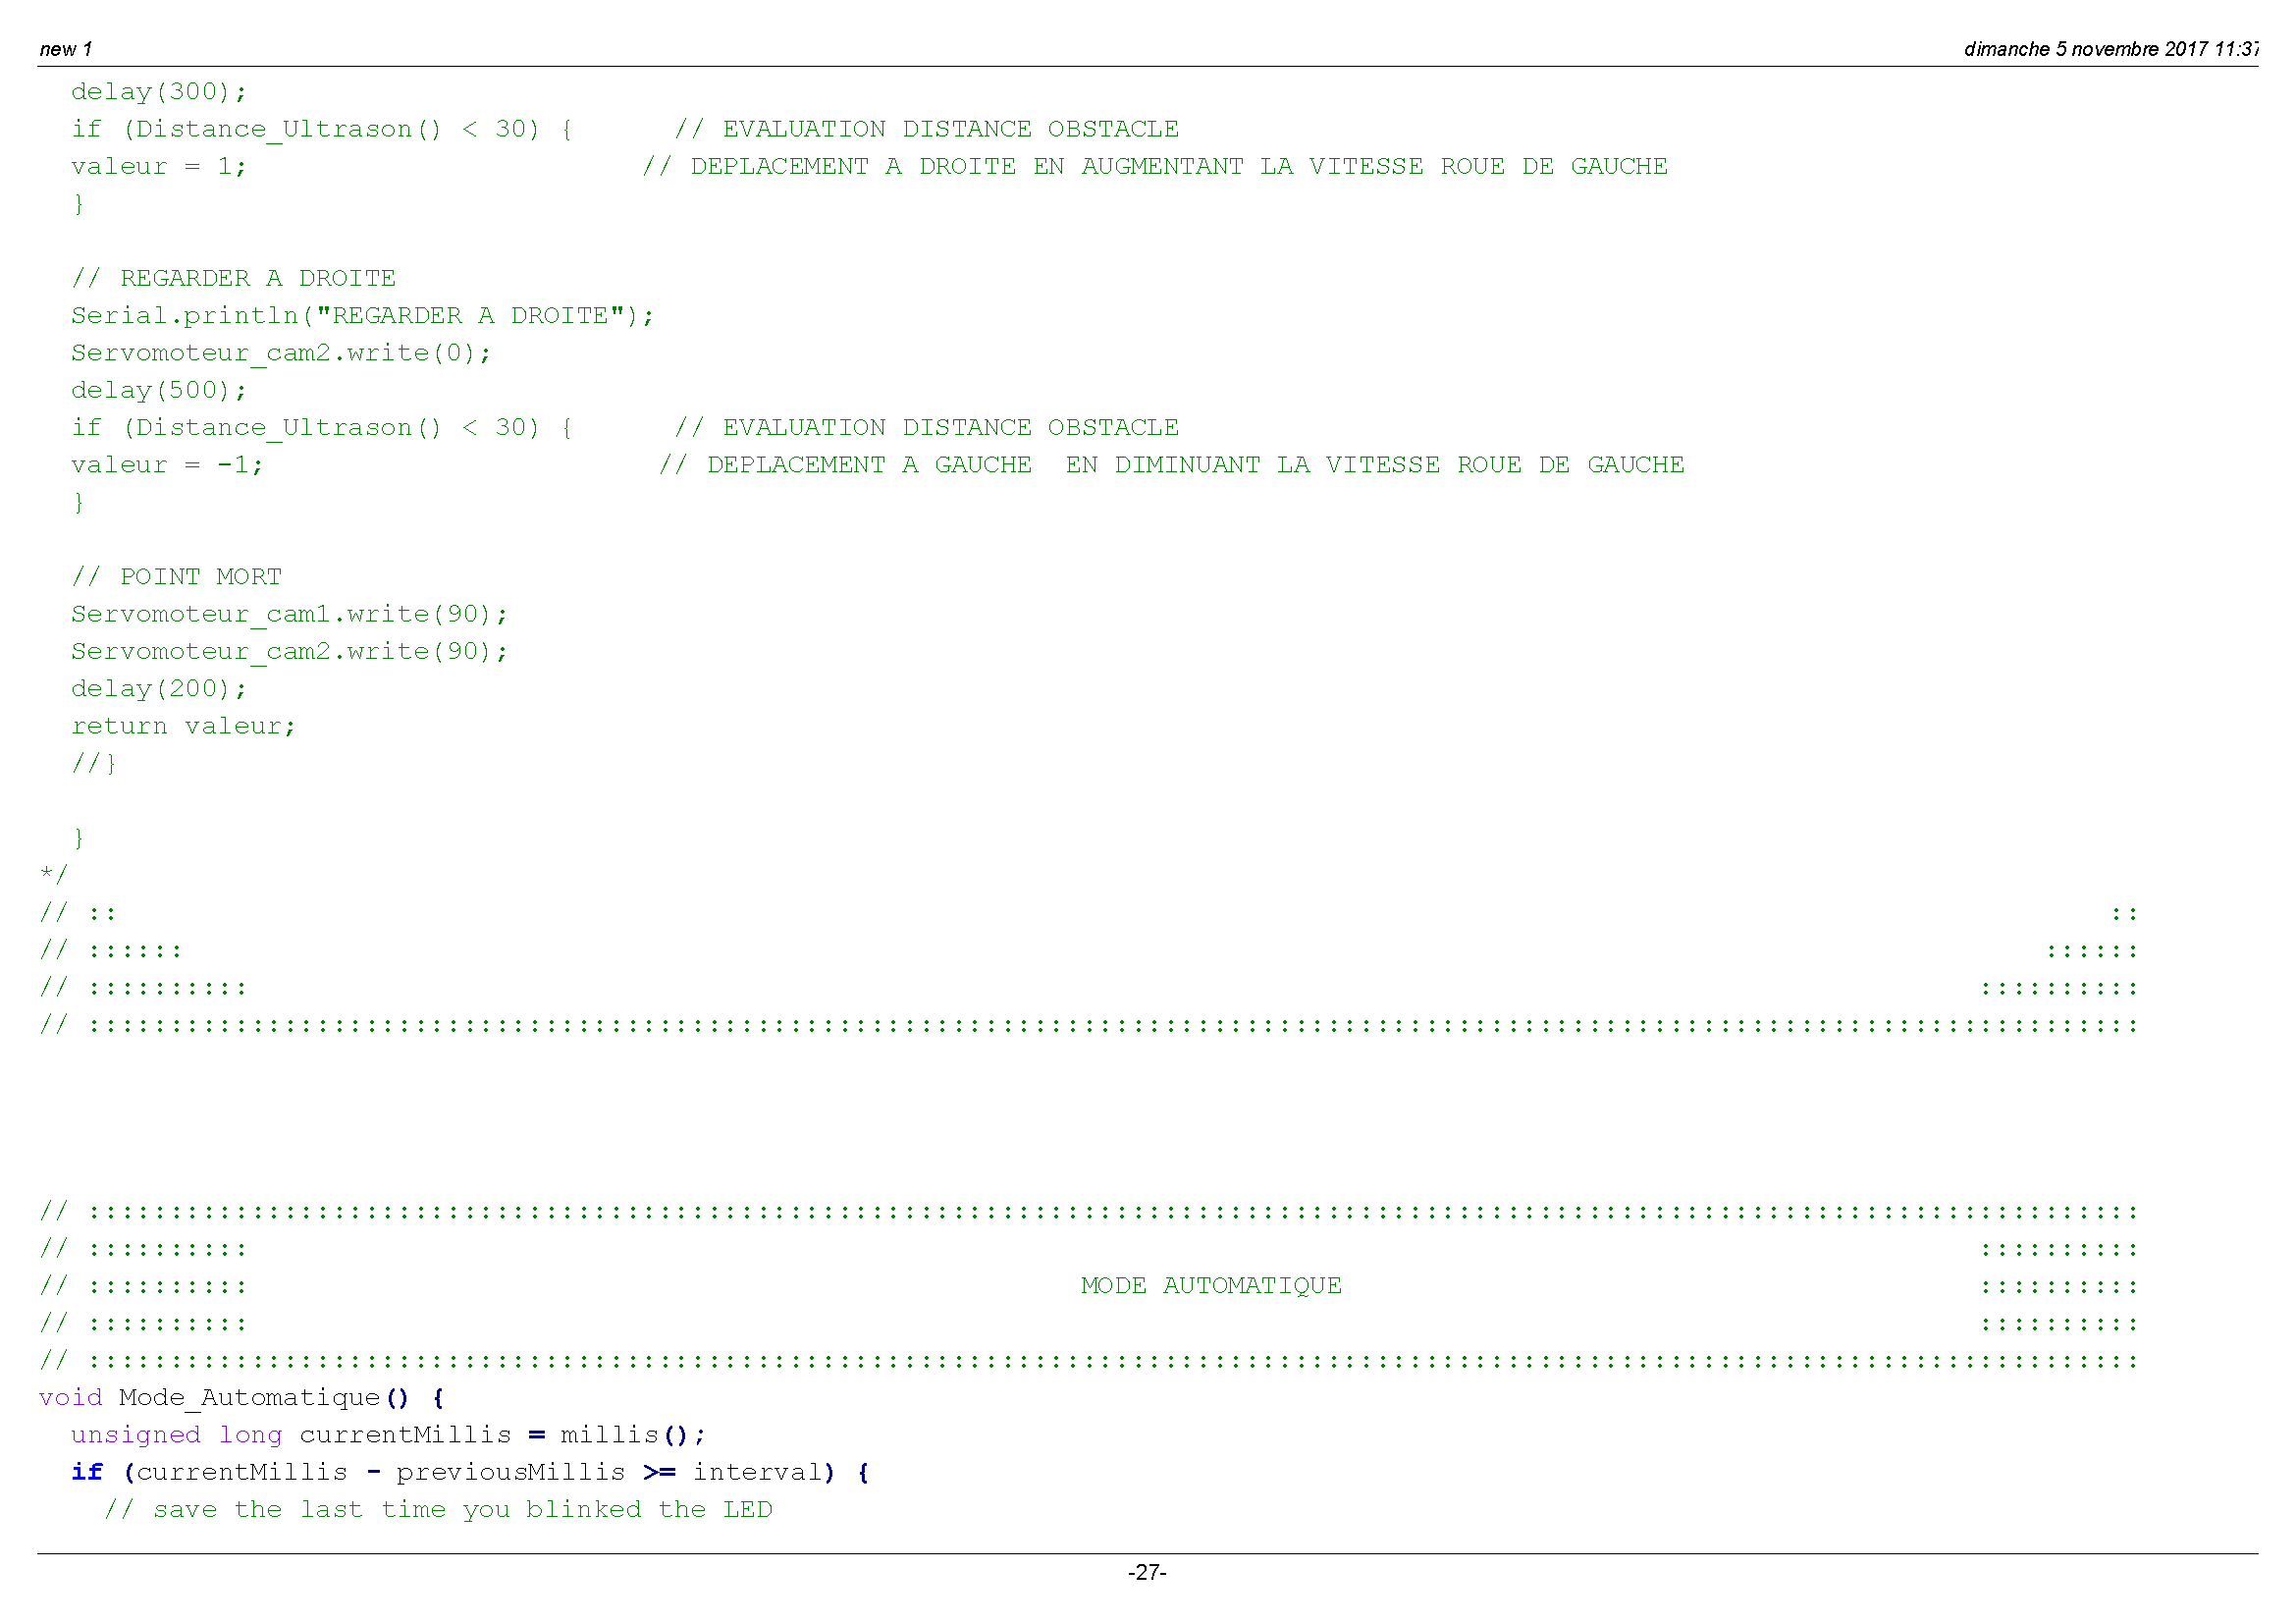 new 1 dimanche 5 novembre 2017 11:37
delay(300);
if (Distance_Ultrason() < 30) { // EVALUATION DISTANCE OBSTACLE
valeur = 1; // DEPLACEMENT A DROITE EN AUGMENTANT LA VITESSE ROUE DE GAUCHE
}
// REGARDER A DROITE
Serial.println("REGARDER A DROITE");
Servomoteur_cam2.write(0);
delay(500);
if (Distance_Ultrason() < 30) { // EVALUATION DISTANCE OBSTACLE
valeur = -1; // DEPLACEMENT A GAUCHE  EN DIMINUANT LA VITESSE ROUE DE GAUCHE
}
// POINT MORT
Servomoteur_cam1.write(90);
Servomoteur_cam2.write(90);
delay(200);
return valeur;
//}
}
*/
// :: ::
// :::::: ::::::
// :::::::::: ::::::::::
// ::::::::::::::::::::::::::::::::::::::::::::::::::::::::::::::::::::::::::::::::::::::::::::::::::::::::::::::::::::::::::::::
// ::::::::::::::::::::::::::::::::::::::::::::::::::::::::::::::::::::::::::::::::::::::::::::::::::::::::::::::::::::::::::::::
// :::::::::: ::::::::::
// :::::::::: MODE AUTOMATIQUE ::::::::::
// :::::::::: ::::::::::
// ::::::::::::::::::::::::::::::::::::::::::::::::::::::::::::::::::::::::::::::::::::::::::::::::::::::::::::::::::::::::::::::
void Mode_Automatique() {
unsigned long currentMillis = millis();
if (currentMillis - previousMillis >= interval) {
// save the last time you blinked the LED
-27-